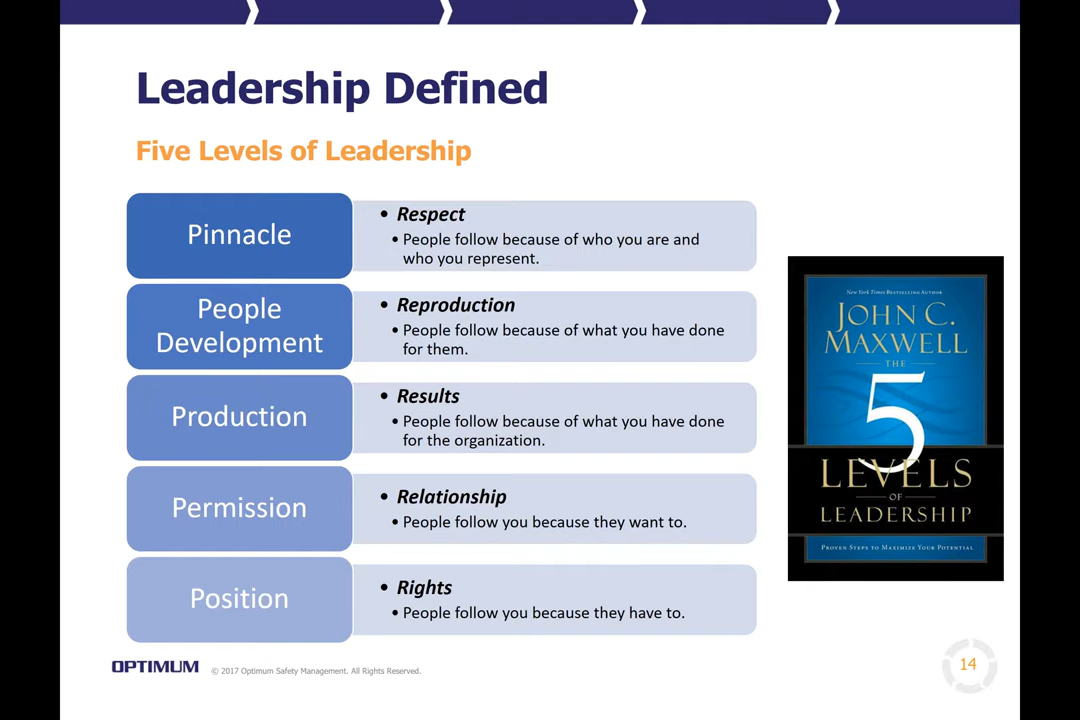 Leadership Defined
Five Levels of Leadership
Pinnacle
• Respect
• People follow because of who you are and
who you represent.
People
Development
• Reproduction
• People follow because of what you have done
for them.
Production
• Results
• People follow because of what you have done
for the organization.
Permission
• Relationship
• People follow you because they want to.
Position
• Rights
• People follow you because they have to.
New York Times Bestselling Author
John C.
Maxwell
THE
5
LEVELS
OF
LEADERSHIP
Proven Steps to Maximize Your Potential
OPTIMUM
© 2017 Optimum Safety Management. All Rights Reserved.
14